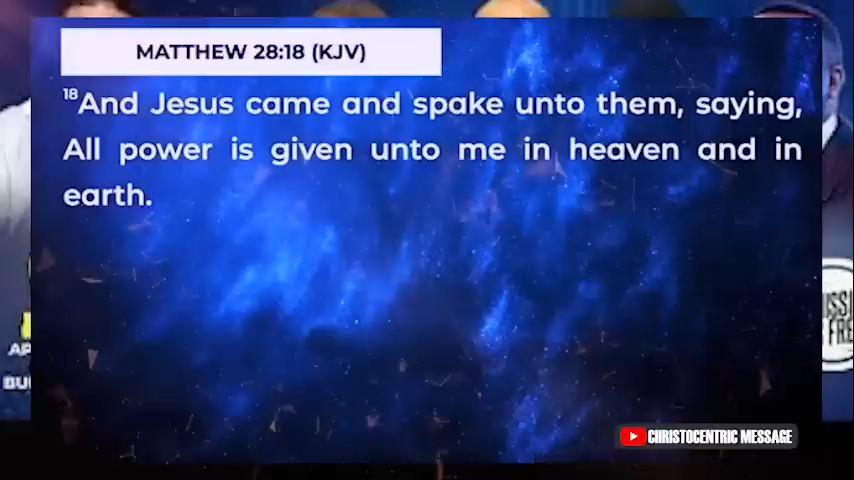 MATTHEW 28:18 (KJV)
18And Jesus came and spake unto them, saying,
All power is given unto me in heaven and in
earth.
CHRISTOCENTRIC MESSAGE